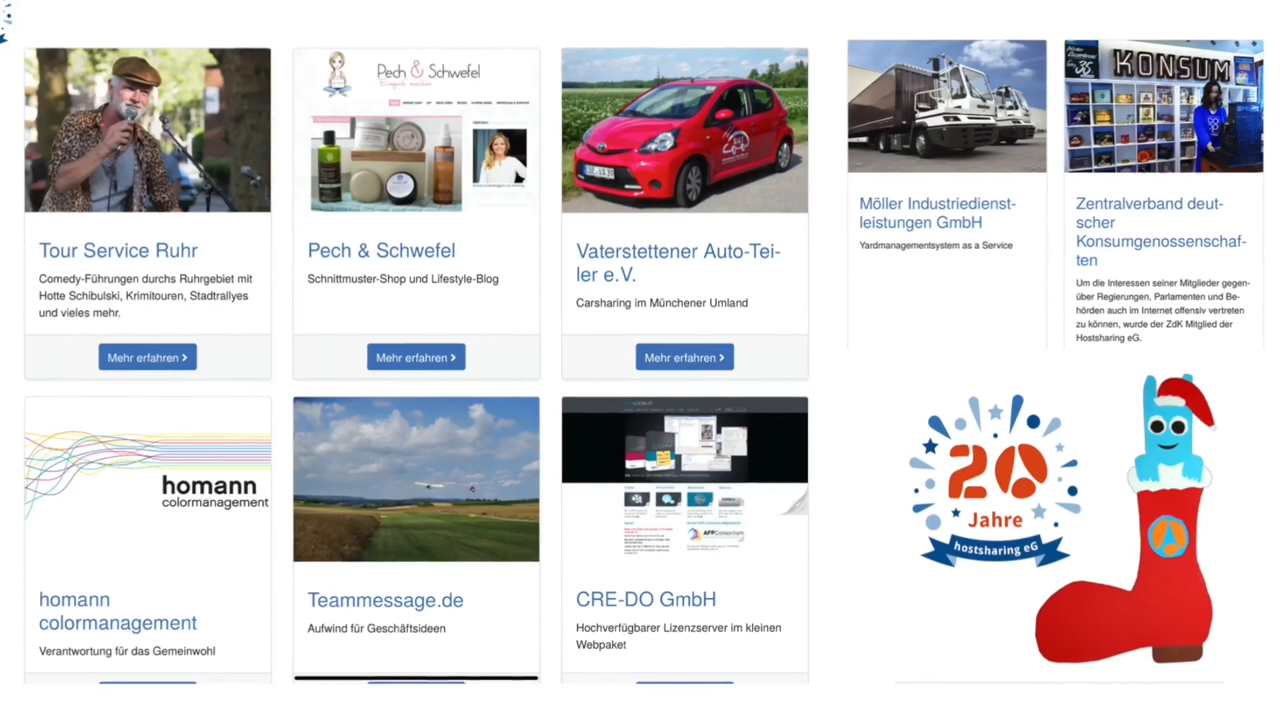 Tour Service Ruhr
Comedy-Führungen durchs Ruhrgebiet mit
Hotte Schibulski, Krimitouren, Stadtrallyes
und vieles mehr.
Mehr erfahren
Pech & Schwefel
Einfach machen
Pech & Schwefel
Schnittmuster-Shop und Lifestyle-Blog
Mehr erfahren
Vaterstettener Auto-Tei-
ler e.V.
Carsharing im Münchener Umland
Mehr erfahren
Möller Industriedienst-
leistungen GmbH
Yardmanagementsystem as a Service
KONSUM
Zentralverband deut-
scher
Konsumgenossenschaf-
ten
Um die Interessen seiner Mitglieder gegen-
über Regierungen, Parlamenten und Be-
hörden auch im Internet offensiv vertreten
zu können, wurde der ZdK Mitglied der
Hostsharing eG.
homann
colormanagement
homann
colormanagement
Verantwortung für das Gemeinwohl
Teammessage.de
Aufwind für Geschäftsideen
AFPConsortium
CRE-DO GmbH
Hochverfügbarer Lizenzserver im kleinen
Webpaket
20
Jahre
hostsharing eG